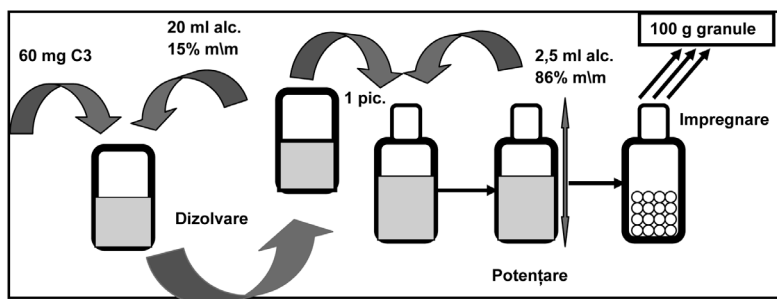 60 mg C3
20 ml alc.
15% m\m
1 pic.
2,5 ml alc.
86% m\m
100 g granule
Impregnare
Dizolvare
Potențare